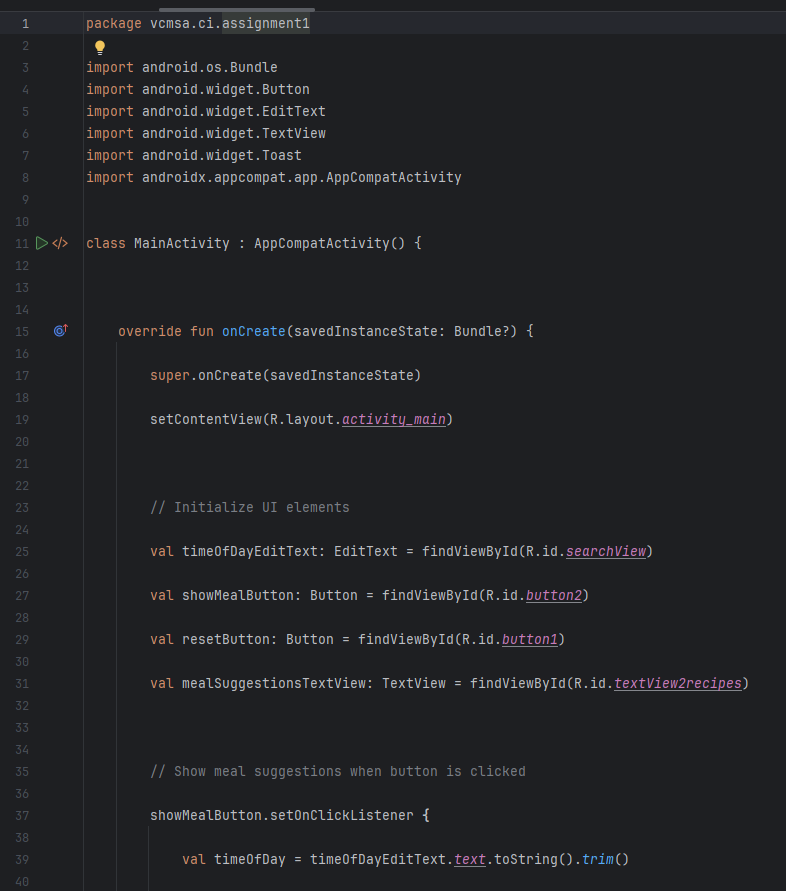 1 package vcmsa.ci.assignment1
2
3 import android.os.Bundle
4 import android.widget.Button
5 import android.widget.EditText
6 import android.widget.TextView
7 import android.widget.Toast
8 import androidx.appcompat.app.AppCompatActivity
9
10
11 class MainActivity : AppCompatActivity() {
12
13
14
15 override fun onCreate(savedInstanceState: Bundle?) {
16
17 super.onCreate(savedInstanceState)
18
19 setContentView(R.layout.activity_main)
20
21
22
23 // Initialize UI elements
24
25 val timeOfDayEditText: EditText = findViewById(R.id.searchView)
26
27 val showMealButton: Button = findViewById(R.id.button2)
28
29 val resetButton: Button = findViewById(R.id.button1)
30
31 val mealSuggestionsTextView: TextView = findViewById(R.id.textView2recipes)
32
33
34
35 // Show meal suggestions when button is clicked
36
37 showMealButton.setOnClickListener {
38
39 val timeOfDay = timeOfDayEditText.text.toString().trim()
40